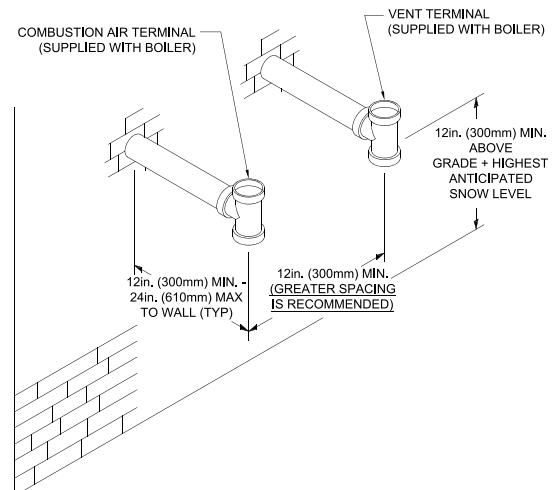 VENT TERMINAL
(SUPPLIED WITH BOILER)
COMBUSTION AIR TERMINAL
(SUPPLIED WITH BOILER)
12in. (300mm) MIN.
ABOVE
GRADE + HIGHEST
ANTICIPATED
SNOW LEVEL
12in. (300mm) MIN. -
24in. (610mm) MAX
TO WALL (TYP)
12in. (300mm) MIN.
(GREATER SPACING
IS RECOMMENDED)